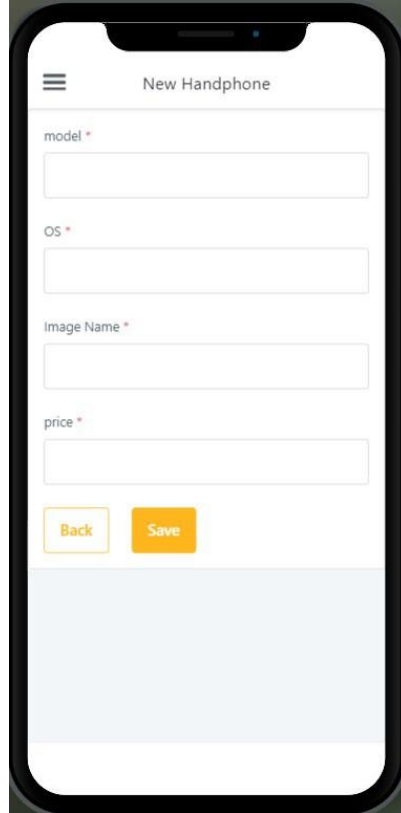 New Handphone
model *
OS *
Image Name *
price *
Back Save